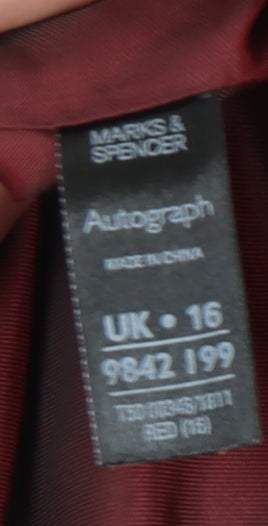 MARKS &
SPENCER
Autograph
MADE IN CHINA
UK • 16
9842 199
RED (16)